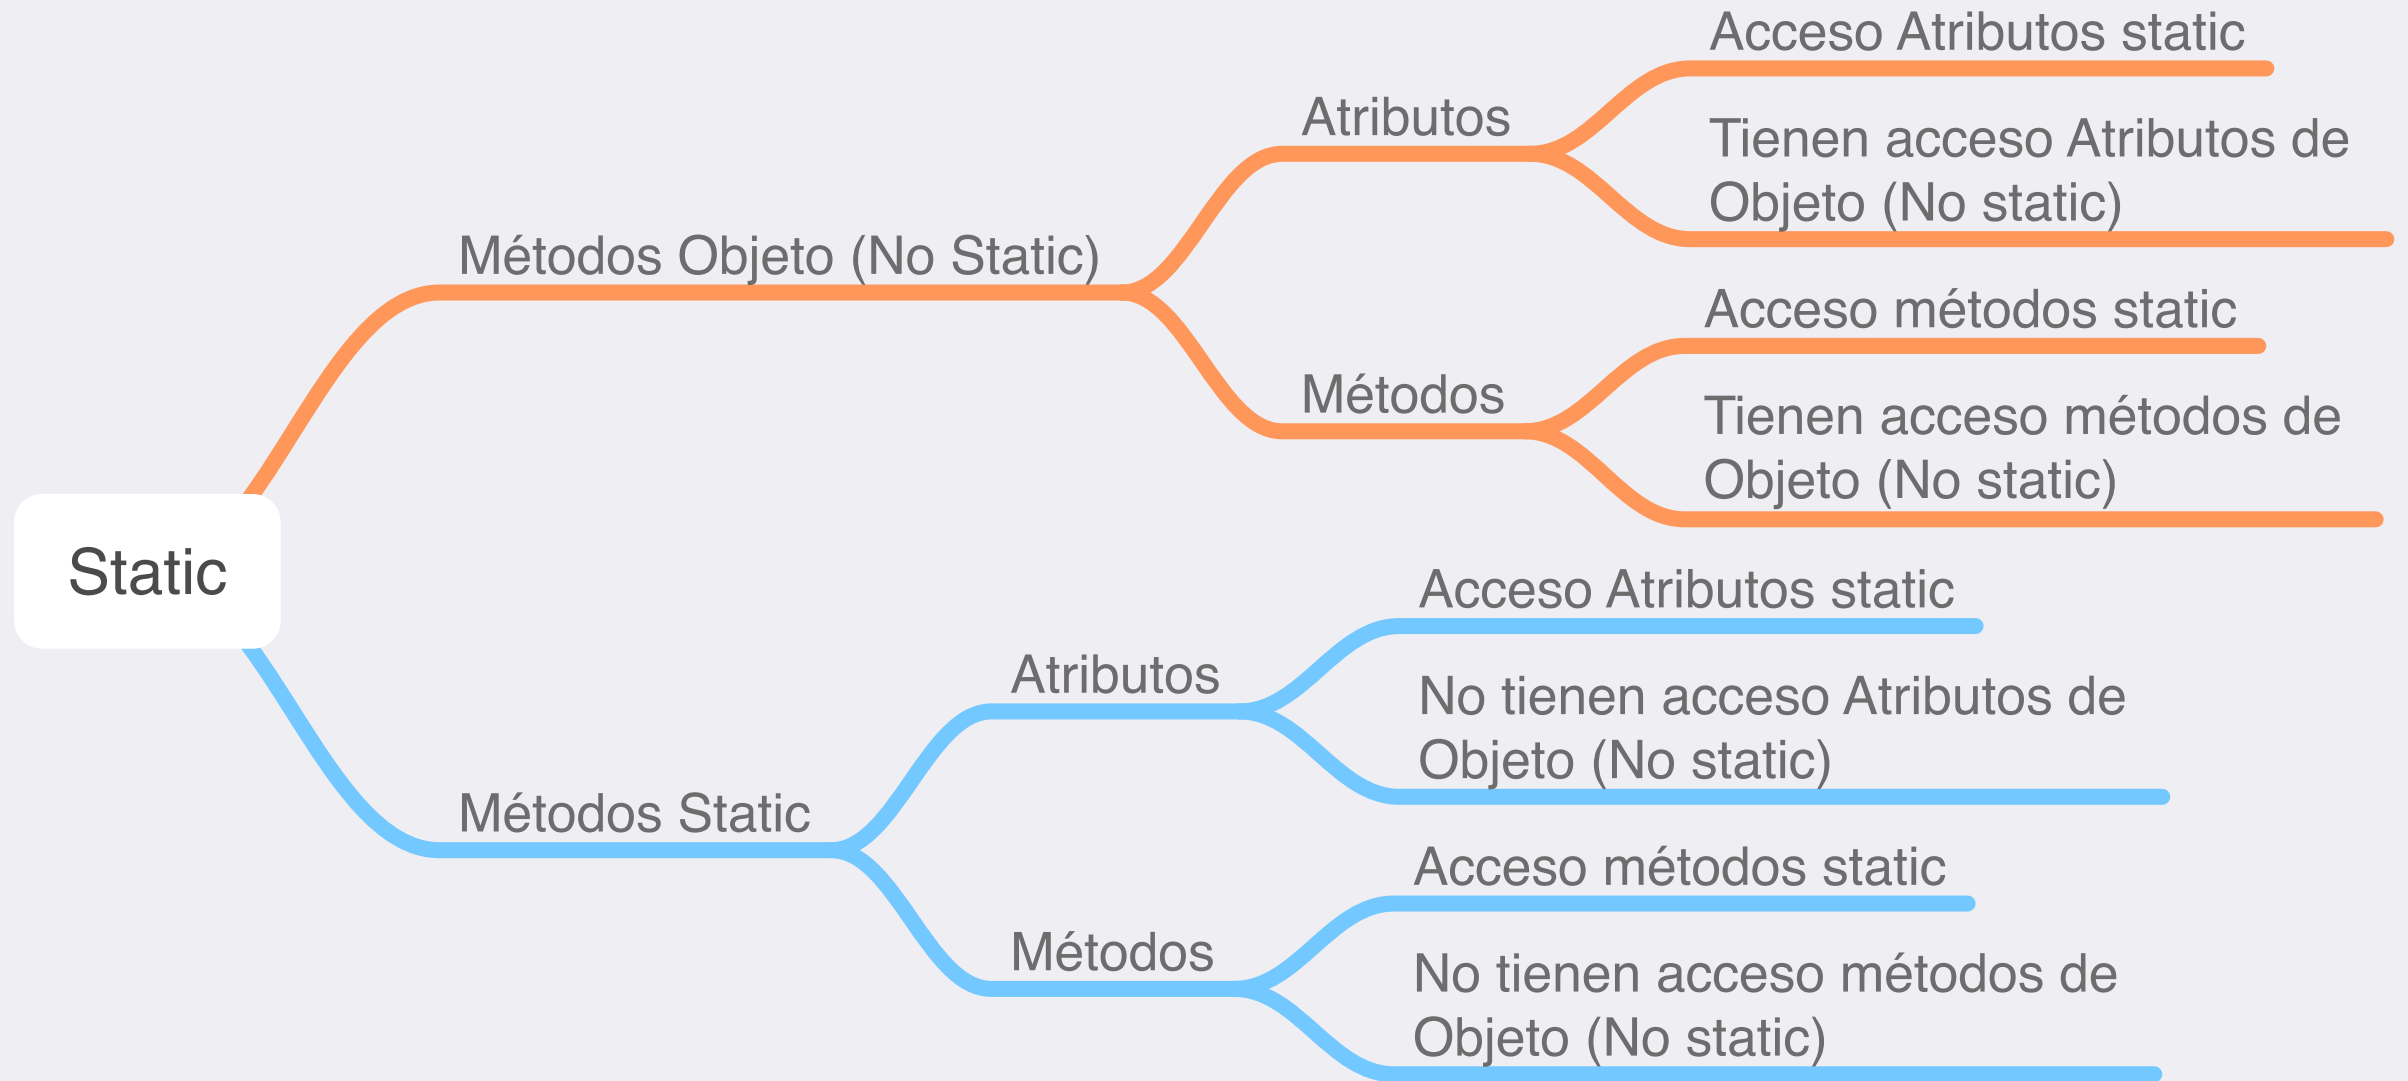 Static
Métodos Objeto (No Static)
Atributos
Acceso Atributos static
Tienen acceso Atributos de
Objeto (No static)
Métodos
Acceso métodos static
Tienen acceso métodos de
Objeto (No static)
Métodos Static
Atributos
Acceso Atributos static
No tienen acceso Atributos de
Objeto (No static)
Métodos
Acceso métodos static
No tienen acceso métodos de
Objeto (No static)